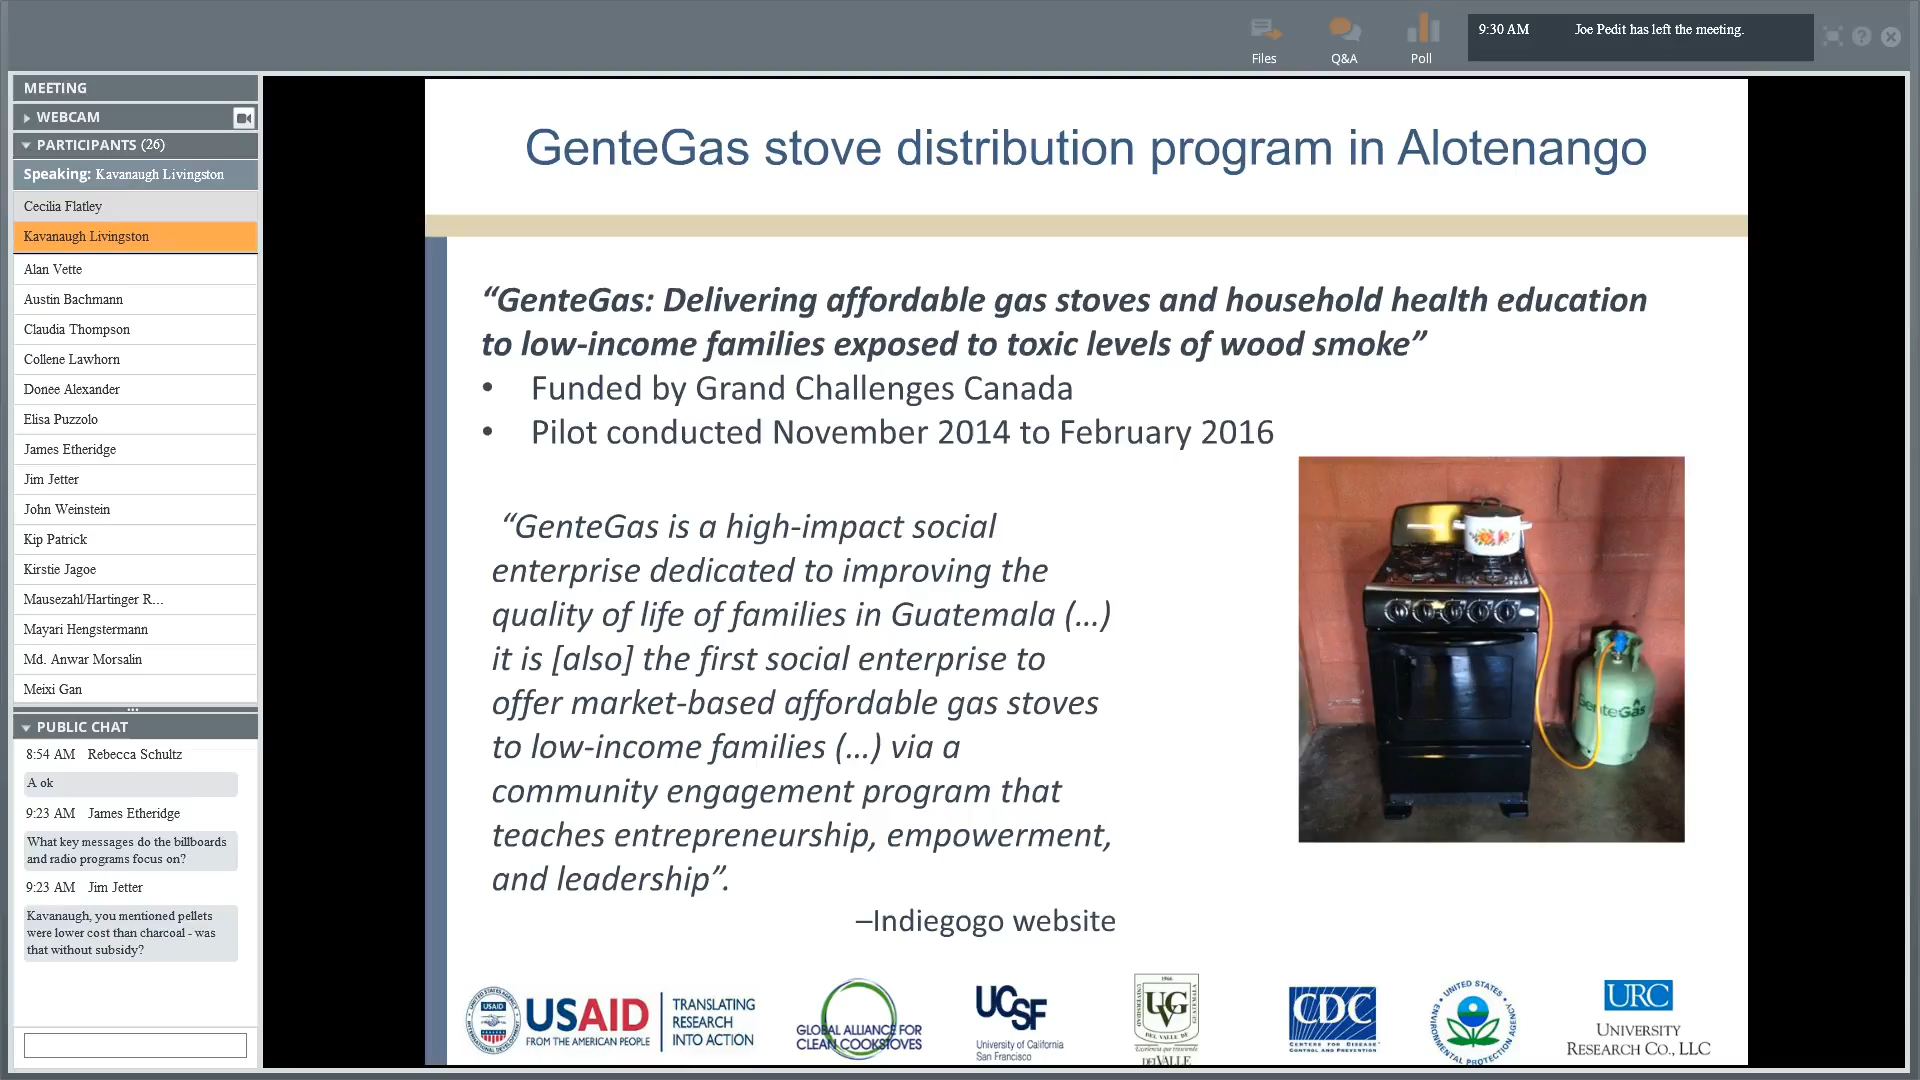 Files
Q&A
Poll
9:30 AM Joe Pedit has left the meeting.
MEETING
WEBCAM
PARTICIPANTS (26)
Speaking: Kavanaugh Livingston
Cecilia Flatley
Kavanaugh Livingston
Alan Vette
Austin Bachmann
Claudia Thompson
Collene Lawhorn
Donee Alexander
Elisa Puzzolo
James Etheridge
Jim Jetter
John Weinstein
Kip Patrick
Kirstie Jagoe
Mausezahl/Hartinger R...
Mayari Hengstermann
Md. Anwar Morsalin
Meixi Gan
PUBLIC CHAT
8:54 AM Rebecca Schultz
A ok
9:23 AM James Etheridge
What key messages do the billboards
and radio programs focus on?
9:23 AM Jim Jetter
Kavanaugh, you mentioned pellets
were lower cost than charcoal - was
that without subsidy?
GenteGas stove distribution program in Alotenango
“GenteGas: Delivering affordable gas stoves and household health education
to low-income families exposed to toxic levels of wood smoke”
• Funded by Grand Challenges Canada
• Pilot conducted November 2014 to February 2016
“GenteGas is a high-impact social
enterprise dedicated to improving the
quality of life of families in Guatemala (…)
it is [also] the first social enterprise to
offer market-based affordable gas stoves
to low-income families (…) via a
community engagement program that
teaches entrepreneurship, empowerment,
and leadership”.
–Indiegogo website
GenteGas
USAID
FROM THE AMERICAN PEOPLE
TRANSLATING
RESEARCH
INTO ACTION
GLOBAL ALLIANCE FOR
CLEAN COOKSTOVES
UCSF
University of California
San Francisco
1966
UVG
UNIVERSIDAD
DEL VALLE DE
GUATEMALA
Excelencia que trasciende
DEL VALLE
CDC
CENTERS FOR DISEASE
CONTROL AND PREVENTION
UNITED STATES
ENVIRONMENTAL PROTECTION AGENCY
URC
UNIVERSITY
RESEARCH CO., LLC